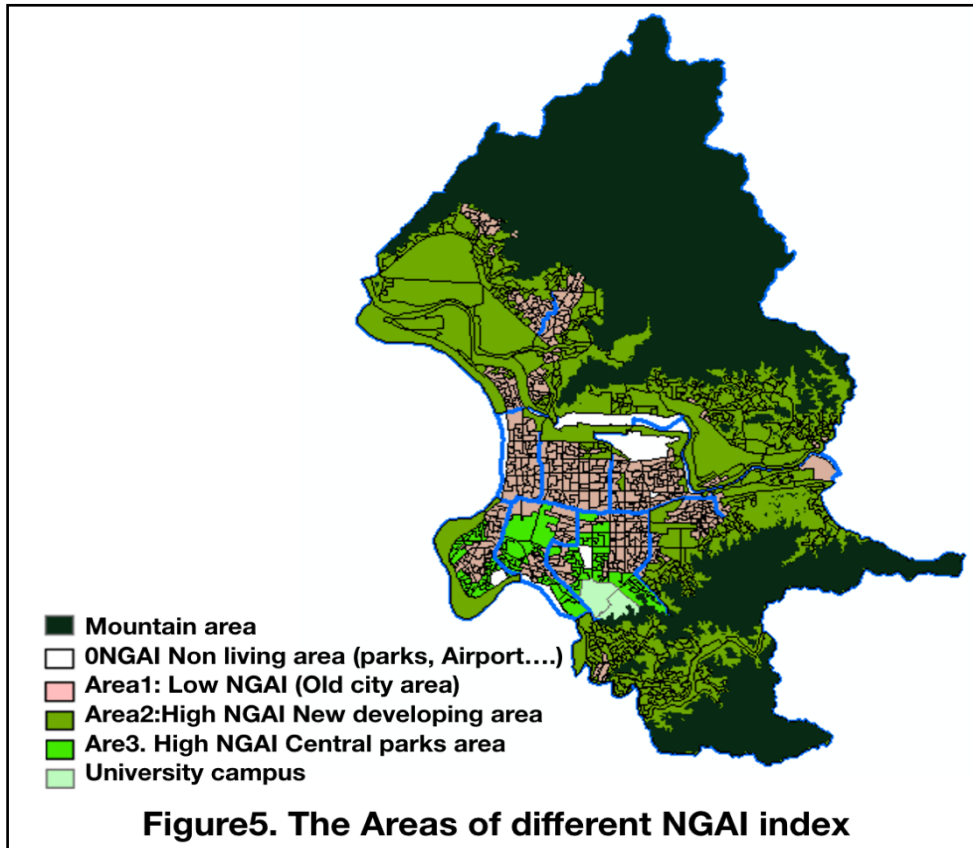 Mountain area
0NGAI Non living area (parks, Airport....)
Area1: Low NGAI (Old city area)
Area2:High NGAI New developing area
Are3. High NGAI Central parks area
University campus
Figure5. The Areas of different NGAI index